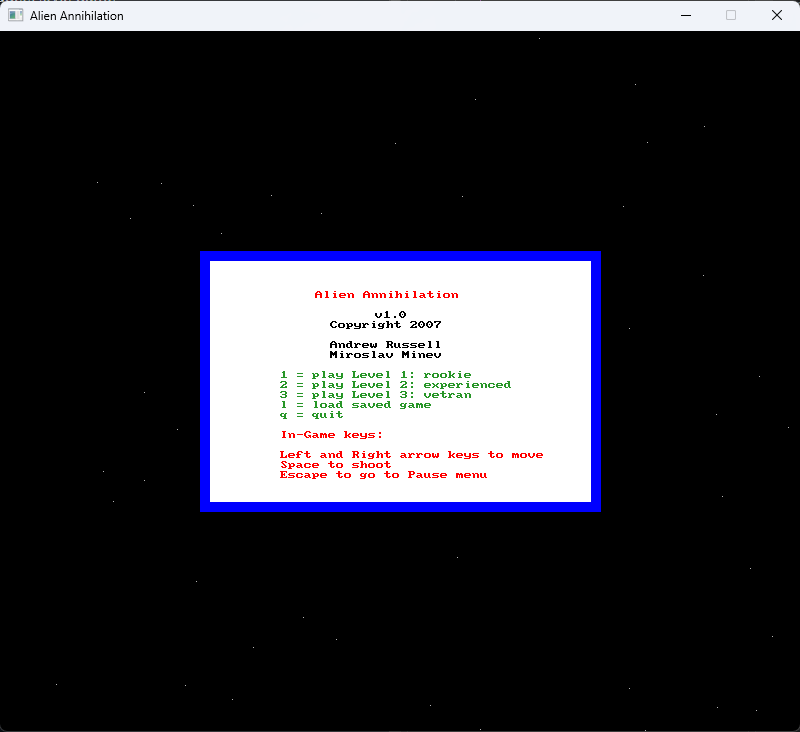 Alien Annihilation
Alien Annihilation
v1.0
Copyright 2007
Andrew Russell
Miroslav Minev
1 = play Level 1: rookie
2 = play Level 2: experienced
3 = play Level 3: vetran
l = load saved game
q = quit
In-Game keys:
Left and Right arrow keys to move
Space to shoot
Escape to go to Pause menu